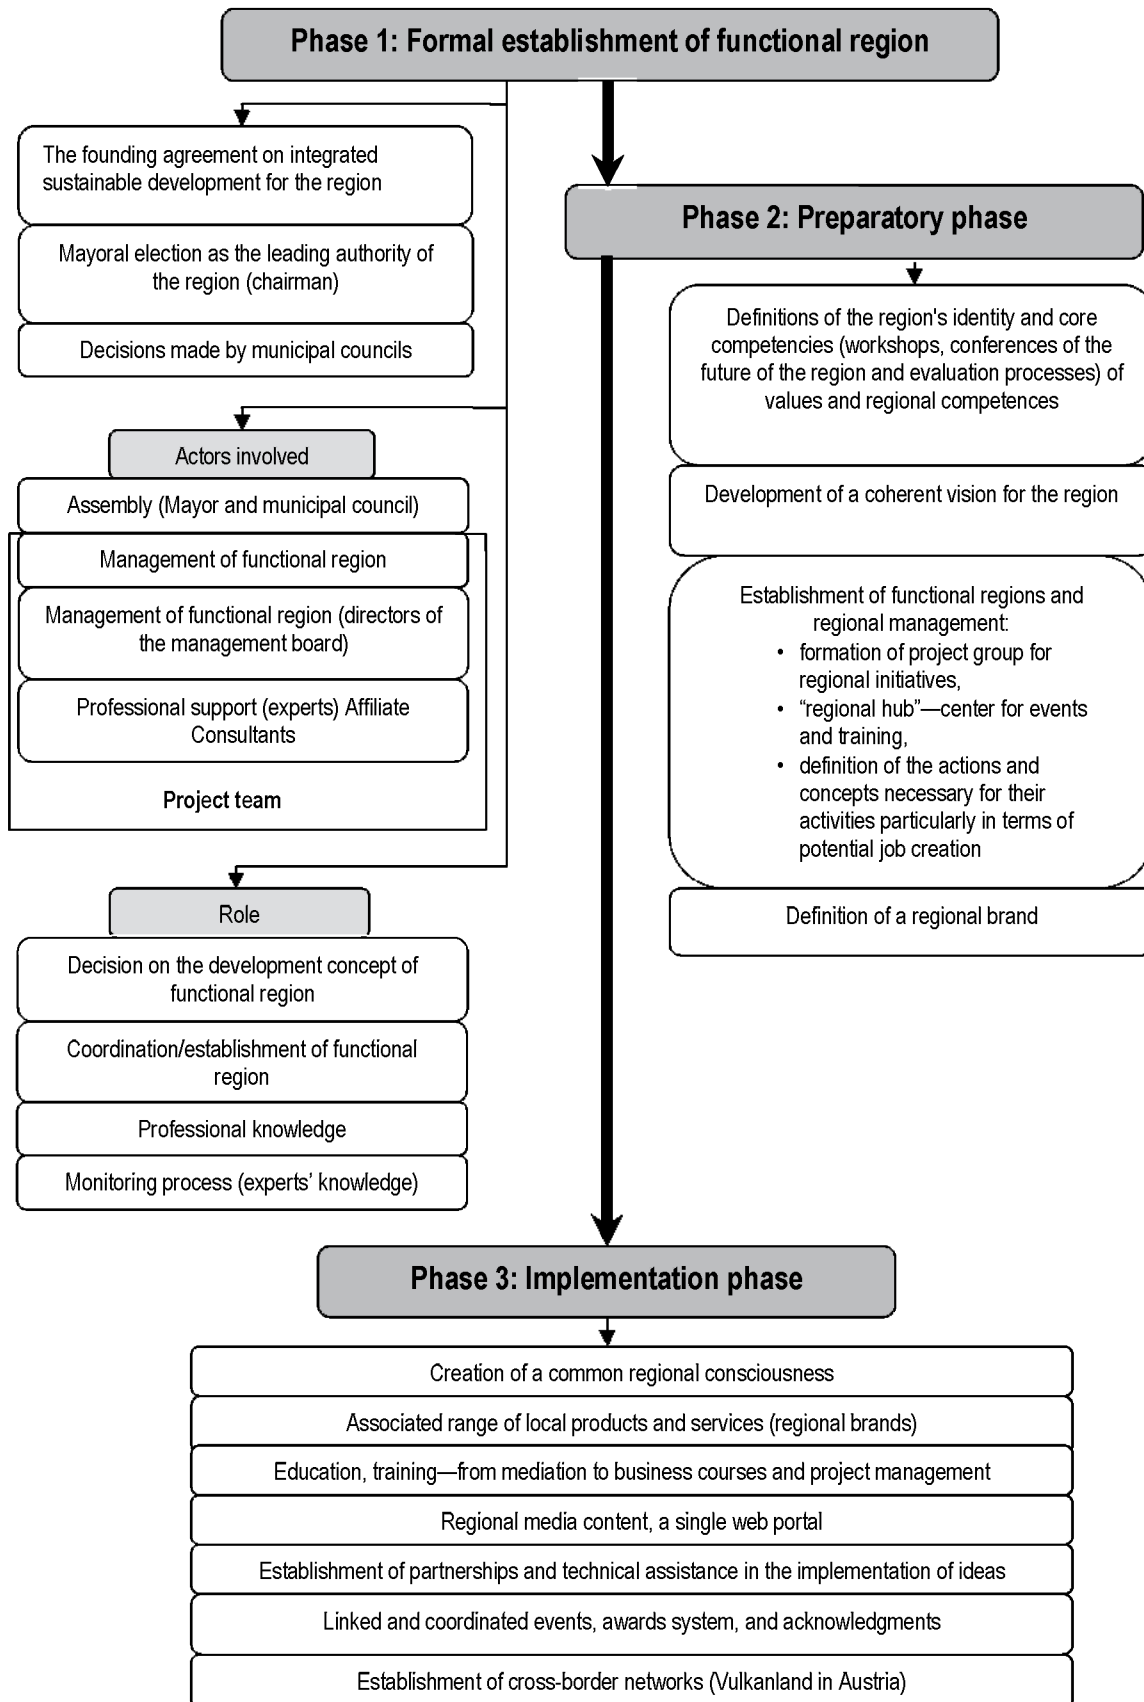 Phase 1: Formal establishment of functional region
The founding agreement on integrated
sustainable development for the region
Mayoral election as the leading authority of
the region (chairman)
Decisions made by municipal councils
Actors involved
Assembly (Mayor and municipal council)
Management of functional region
Management of functional region (directors of
the management board)
Professional support (experts) Affiliate
Consultants
Project team
Role
Decision on the development concept of
functional region
Coordination/establishment of functional
region
Professional knowledge
Monitoring process (experts’ knowledge)
Phase 2: Preparatory phase
Definitions of the region's identity and core
competencies (workshops, conferences of the
future of the region and evaluation processes) of
values and regional competences
Development of a coherent vision for the region
Establishment of functional regions and
regional management:
• formation of project group for
regional initiatives,
• “regional hub”—center for events
and training,
• definition of the actions and
concepts necessary for their
activities particularly in terms of
potential job creation
Definition of a regional brand
Phase 3: Implementation phase
Creation of a common regional consciousness
Associated range of local products and services (regional brands)
Education, training—from mediation to business courses and project management
Regional media content, a single web portal
Establishment of partnerships and technical assistance in the implementation of ideas
Linked and coordinated events, awards system, and acknowledgments
Establishment of cross-border networks (Vulkanland in Austria)